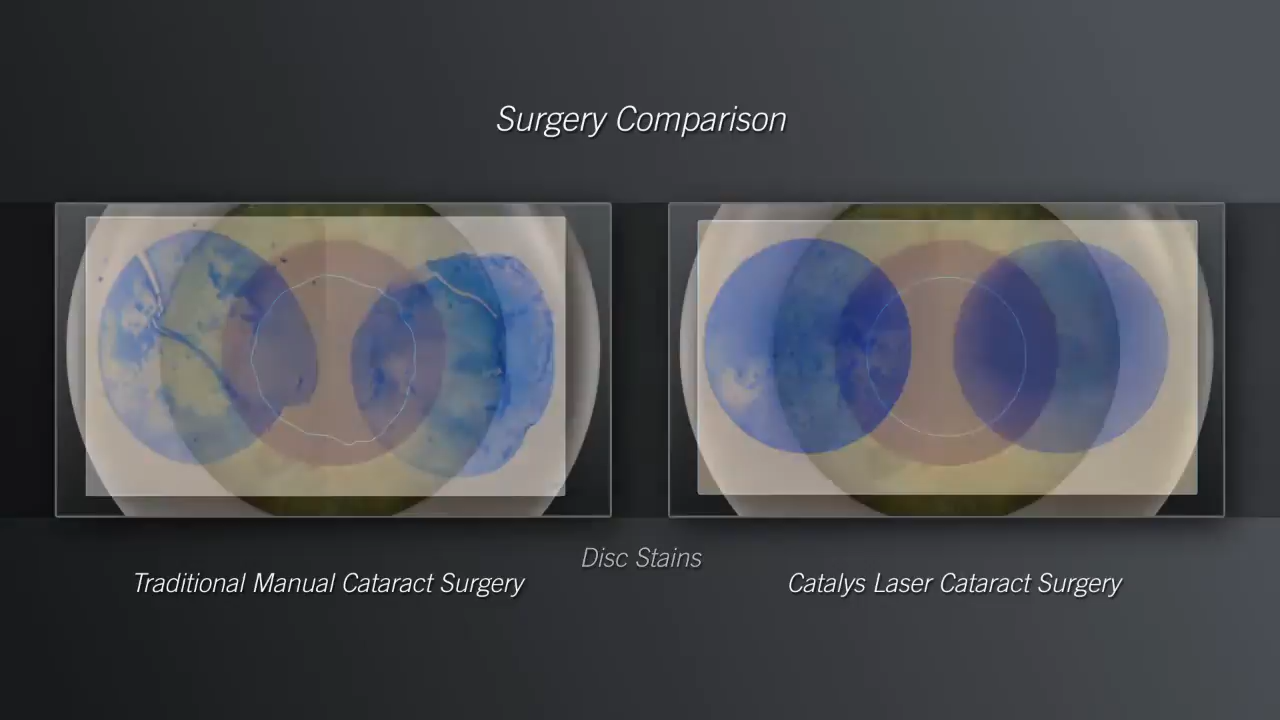 Surgery Comparison
Disc Stains
Traditional Manual Cataract Surgery
Catalys Laser Cataract Surgery